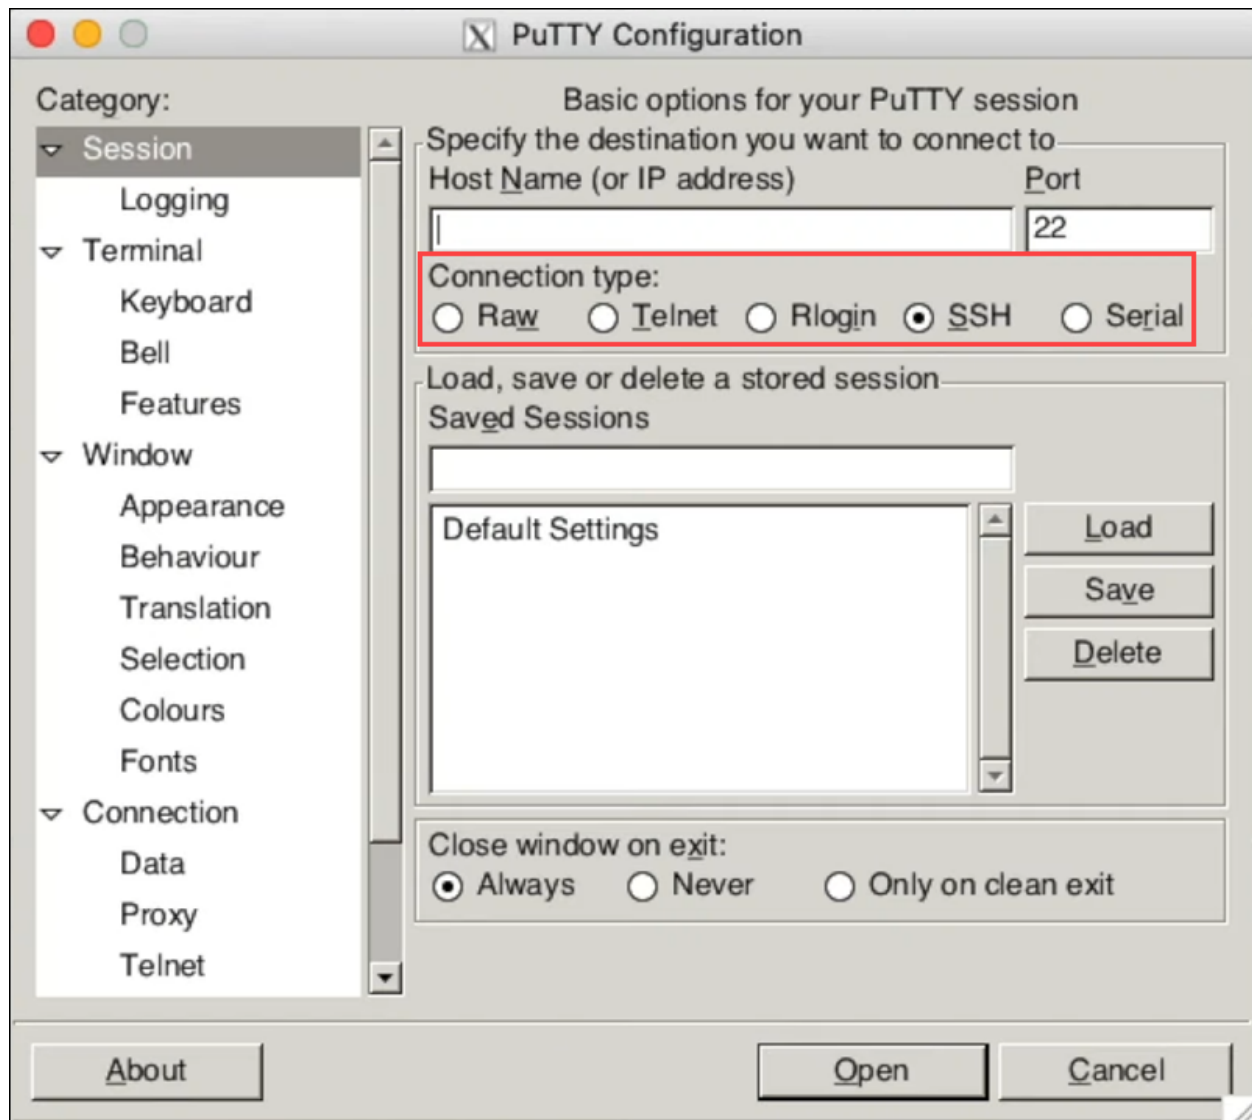 PuTTY Configuration
Category:
Session
Logging
Terminal
Keyboard
Bell
Features
Window
Appearance
Behaviour
Translation
Selection
Colours
Fonts
Connection
Data
Proxy
Telnet
Basic options for your PuTTY session
Specify the destination you want to connect to
Host Name (or IP address) Port
22
Connection type:
Raw Telnet Rlogin SSH Serial
Load, save or delete a stored session
Saved Sessions
Default Settings
Load
Save
Delete
Close window on exit:
Always Never Only on clean exit
About Open Cancel